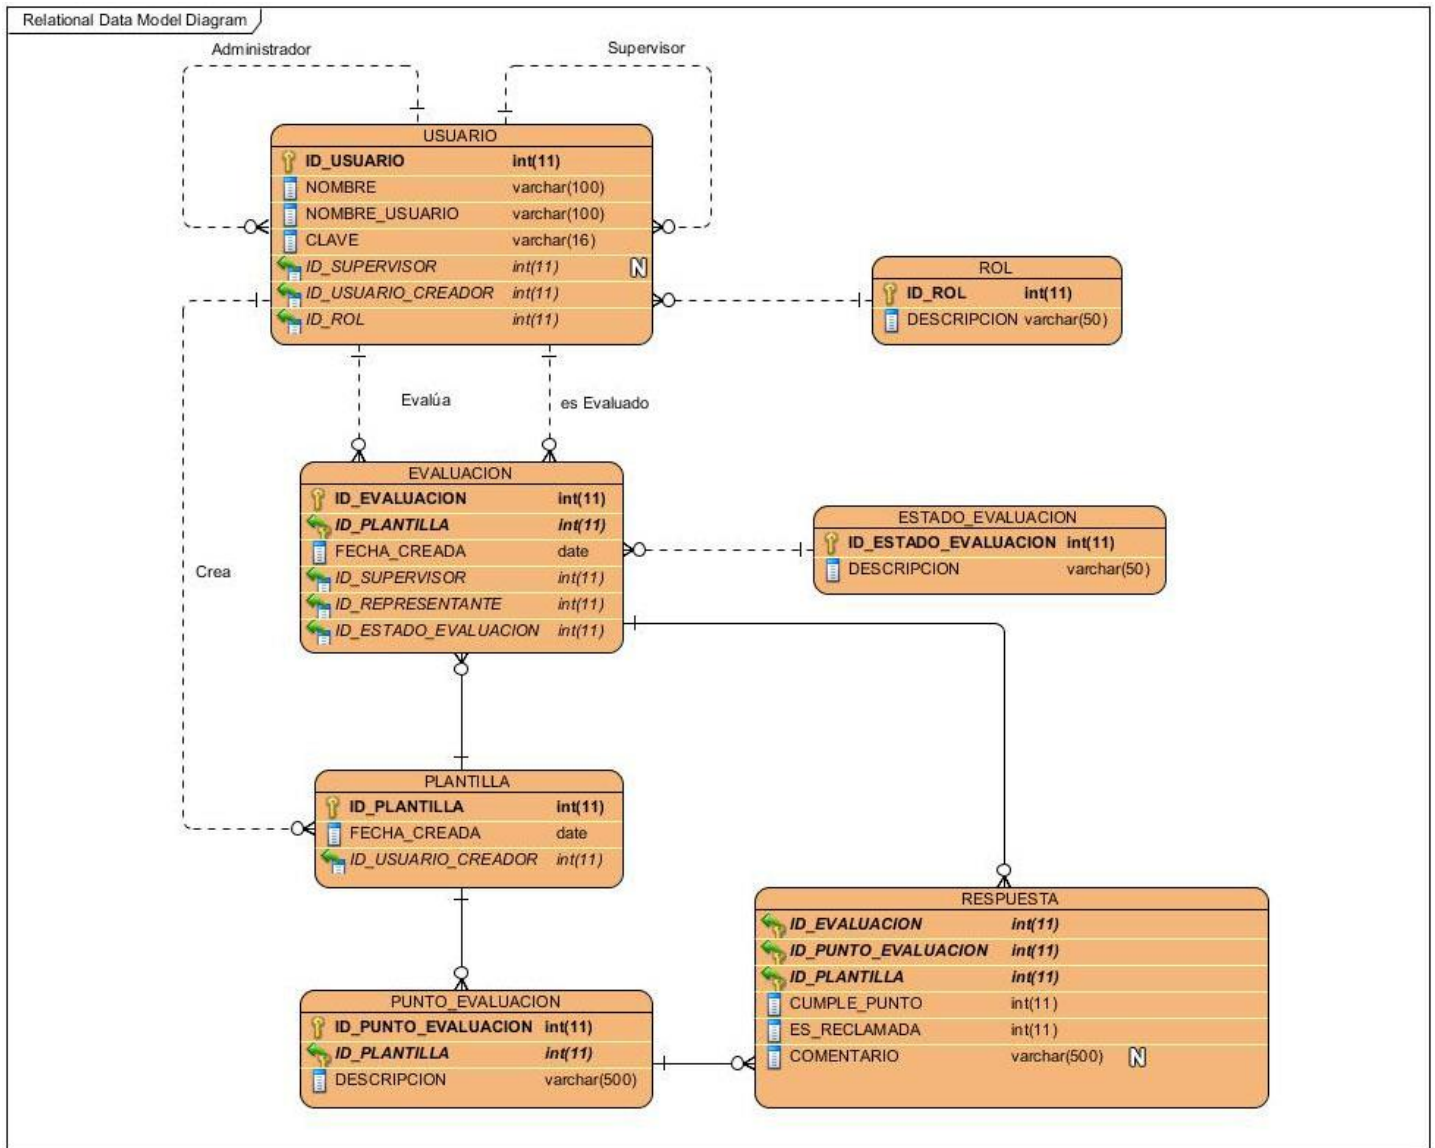 Relational Data Model Diagram
Administrador
Supervisor
USUARIO
ID_USUARIO int(11)
NOMBRE varchar(100)
NOMBRE_USUARIO varchar(100)
CLAVE varchar(16)
ID_SUPERVISOR int(11) N
ID_USUARIO_CREADOR int(11)
ID_ROL int(11)
ROL
ID_ROL int(11)
DESCRIPCION varchar(50)
Evalúa
es Evaluado
EVALUACION
ID_EVALUACION int(11)
ID_PLANTILLA int(11)
FECHA_CREADA date
ID_SUPERVISOR int(11)
ID_REPRESENTANTE int(11)
ID_ESTADO_EVALUACION int(11)
ESTADO_EVALUACION
ID_ESTADO_EVALUACION int(11)
DESCRIPCION varchar(50)
Crea
PLANTILLA
ID_PLANTILLA int(11)
FECHA_CREADA date
ID_USUARIO_CREADOR int(11)
RESPUESTA
ID_EVALUACION int(11)
ID_PUNTO_EVALUACION int(11)
ID_PLANTILLA int(11)
CUMPLE_PUNTO int(11)
ES_RECLAMADA int(11)
COMENTARIO varchar(500) N
PUNTO_EVALUACION
ID_PUNTO_EVALUACION int(11)
ID_PLANTILLA int(11)
DESCRIPCION varchar(500)